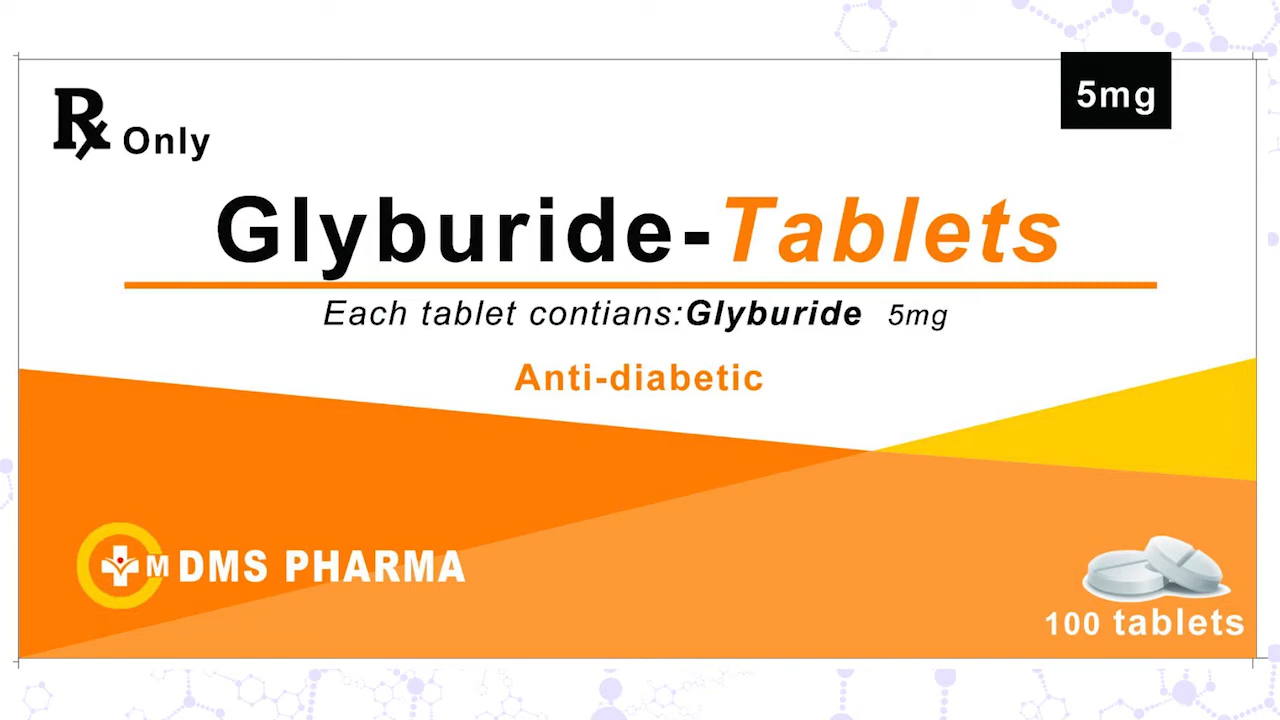 5mg
Rx Only
Glyburide-Tablets
Each tablet contians:Glyburide 5mg
Anti-diabetic
M DMS PHARMA
100 tablets